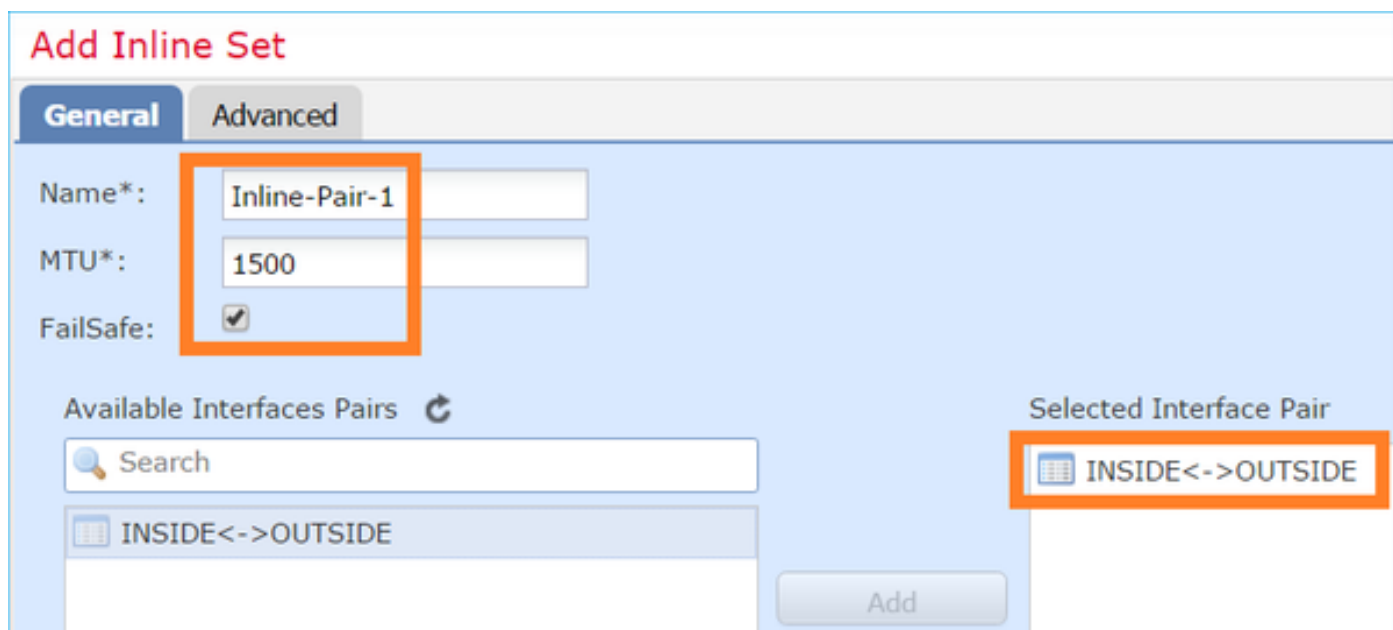 Add Inline Set
General Advanced
Name*: Inline-Pair-1
MTU*: 1500
FailSafe:
Available Interfaces Pairs
Selected Interface Pair
Search
INSIDE<->OUTSIDE
INSIDE<->OUTSIDE
Add